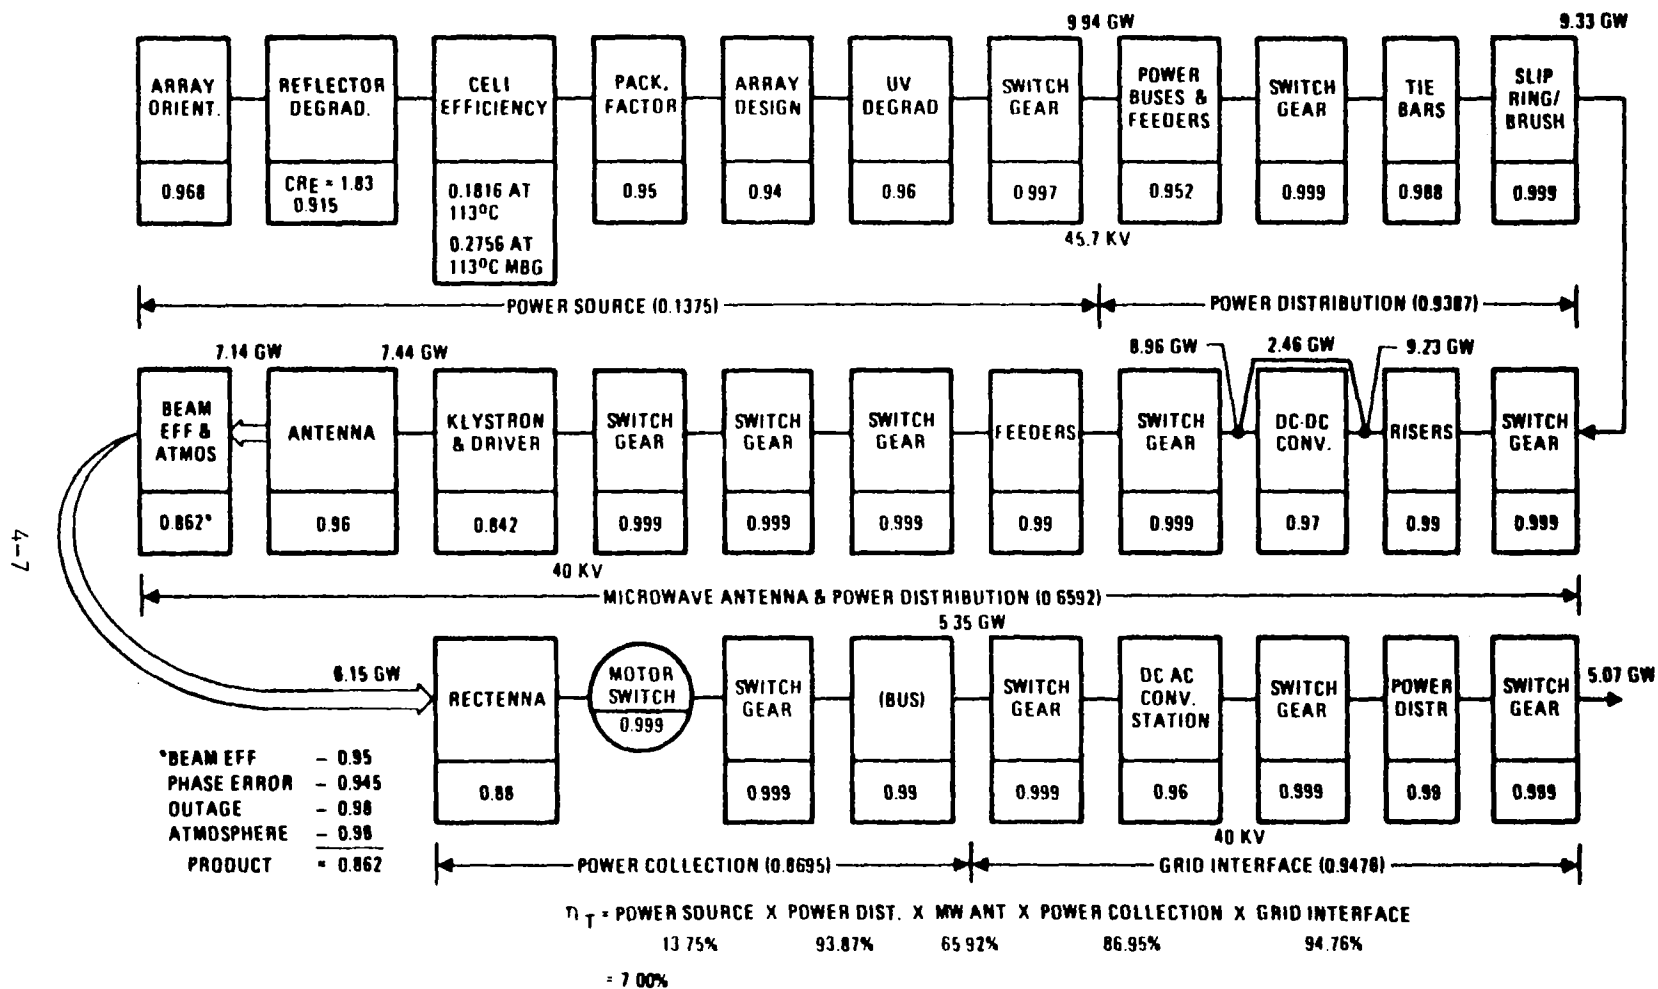 9.94 GW
9.33 GW
ARRAY ORIENT.
0.968
REFLECTOR DEGRAD.
CRE = 1.83
0.915
CELL EFFICIENCY
0.1816 AT
113ºC
0.2756 AT
113ºC MBG
PACK. FACTOR
0.95
ARRAY DESIGN
0.94
UV DEGRAD
0.96
SWITCH GEAR
0.997
POWER BUSES & FEEDERS
0.952
SWITCH GEAR
0.999
TIE BARS
0.988
SLIP RING/ BRUSH
0.999
45.7 KV
POWER SOURCE (0.1375)
POWER DISTRIBUTION (0.9387)
7.14 GW
7.44 GW
8.96 GW
2.46 GW
9.23 GW
BEAM EFF & ATMOS
0.862*
ANTENNA
0.96
KLYSTRON & DRIVER
0.842
SWITCH GEAR
0.999
SWITCH GEAR
0.999
SWITCH GEAR
0.999
FEEDERS
0.99
SWITCH GEAR
0.999
DC-DC CONV.
0.97
RISERS
0.99
SWITCH GEAR
0.999
40 KV
MICROWAVE ANTENNA & POWER DISTRIBUTION (0.6592)
5.35 GW
6.15 GW
RECTENNA
0.88
MOTOR SWITCH
0.999
SWITCH GEAR
0.999
(BUS)
0.99
SWITCH GEAR
0.999
DC AC CONV. STATION
0.96
SWITCH GEAR
0.999
POWER DISTR
0.99
SWITCH GEAR
0.999
5.07 GW
40 KV
*BEAM EFF – 0.95
PHASE ERROR – 0.945
OUTAGE – 0.98
ATMOSPHERE – 0.98
PRODUCT = 0.862
POWER COLLECTION (0.8695)
GRID INTERFACE (0.9476)
η T = POWER SOURCE X POWER DIST. X MW ANT X POWER COLLECTION X GRID INTERFACE
13 75% 93.87% 65 92% 86.95% 94.76%
= 7 00%
4-7